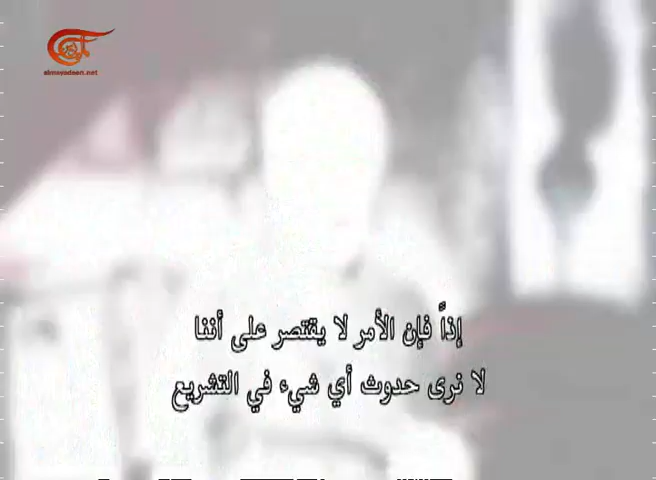 almayadeen.net
إذاً فإن الأمر لا يقتصر على أننا
لا نرى حدوث أي شيء في التشريع